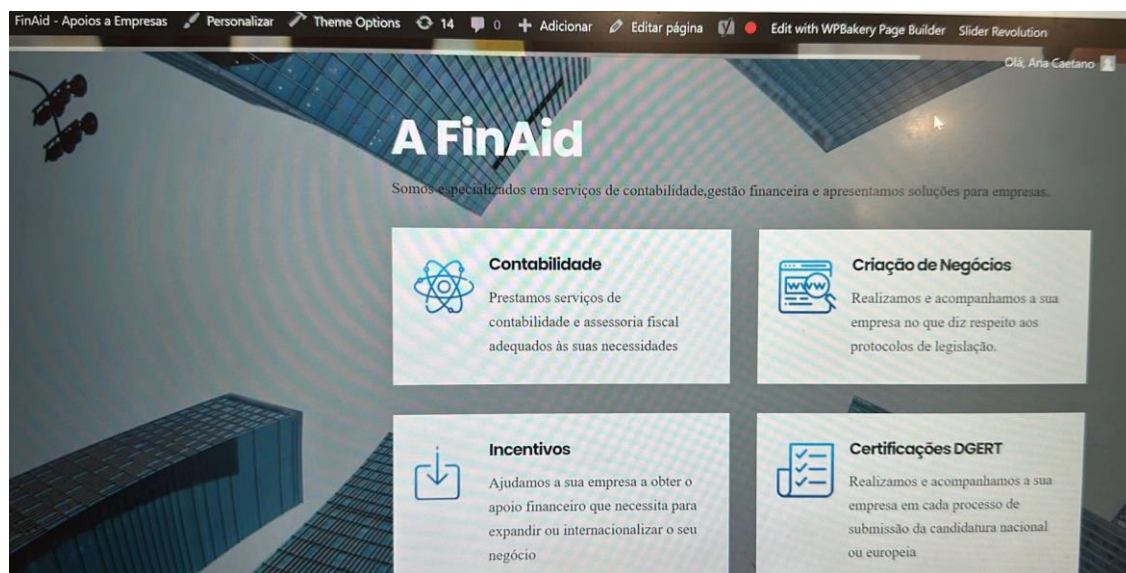 FinAid - Apoios a Empresas Personalizar Theme Options 14 0 Adicionar Editar página Edit with WPBakery Page Builder Slider Revolution
Olá, Ana Caetano
A FinAid
Somos especializados em serviços de contabilidade,gestão financeira e apresentamos soluções para empresas.
Contabilidade
Prestamos serviços de
contabilidade e assessoria fiscal
adequados às suas necessidades
www
Criação de Negócios
Realizamos e acompanhamos a sua
empresa no que diz respeito aos
protocolos de legislação.
Incentivos
Ajudamos a sua empresa a obter o
apoio financeiro que necessita para
expandir ou internacionalizar o seu
negócio
Certificações DGERT
Realizamos e acompanhamos a sua
empresa em cada processo de
submissão da candidatura nacional
ou europeia